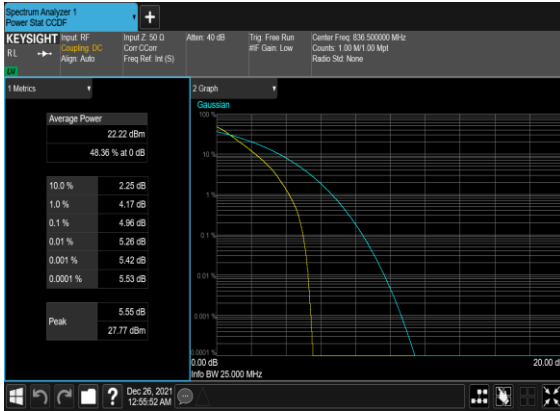 Spectrum Analyzer 1
Power Stat CCDF
+
KEYSIGHT
RL
LXI
Input: RF
Coupling: DC
Align: Auto
Input Z: 50 Ω
Corr CCorr
Freq Ref: Int (S)
Atten: 40 dB
Trig: Free Run
#IF Gain: Low
Center Freq: 836.500000 MHz
Counts: 1.00 M/1.00 Mpt
Radio Std: None
1 Metrics
Average Power
22.22 dBm
48.36 % at 0 dB
10.0 % 2.25 dB
1.0 % 4.17 dB
0.1 % 4.96 dB
0.01 % 5.26 dB
0.001 % 5.42 dB
0.0001 % 5.53 dB
Peak
5.55 dB
27.77 dBm
2 Graph
Gaussian
100 %
10 %
1 %
0.1 %
0.01 %
0.001 %
0.0001 %
0.00 dB
20.00 d
Info BW 25.000 MHz
?
Dec 26, 2021
12:55:52 AM